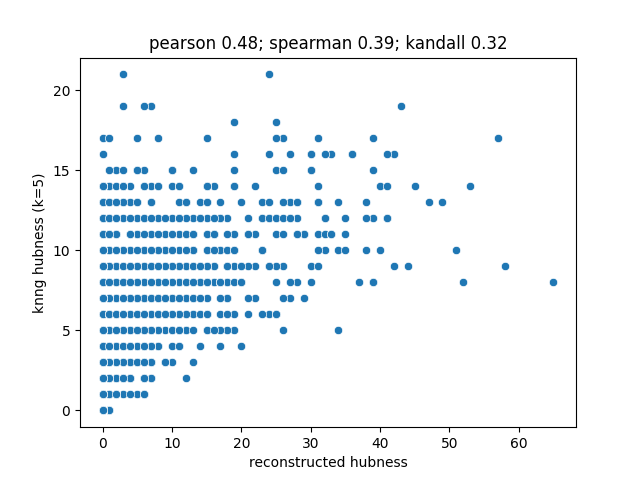 pearson 0.48; spearman 0.39; kandall 0.32
knng hubness (k=5)
20
15
10
5
0
0 10 20 30 40 50 60
reconstructed hubness